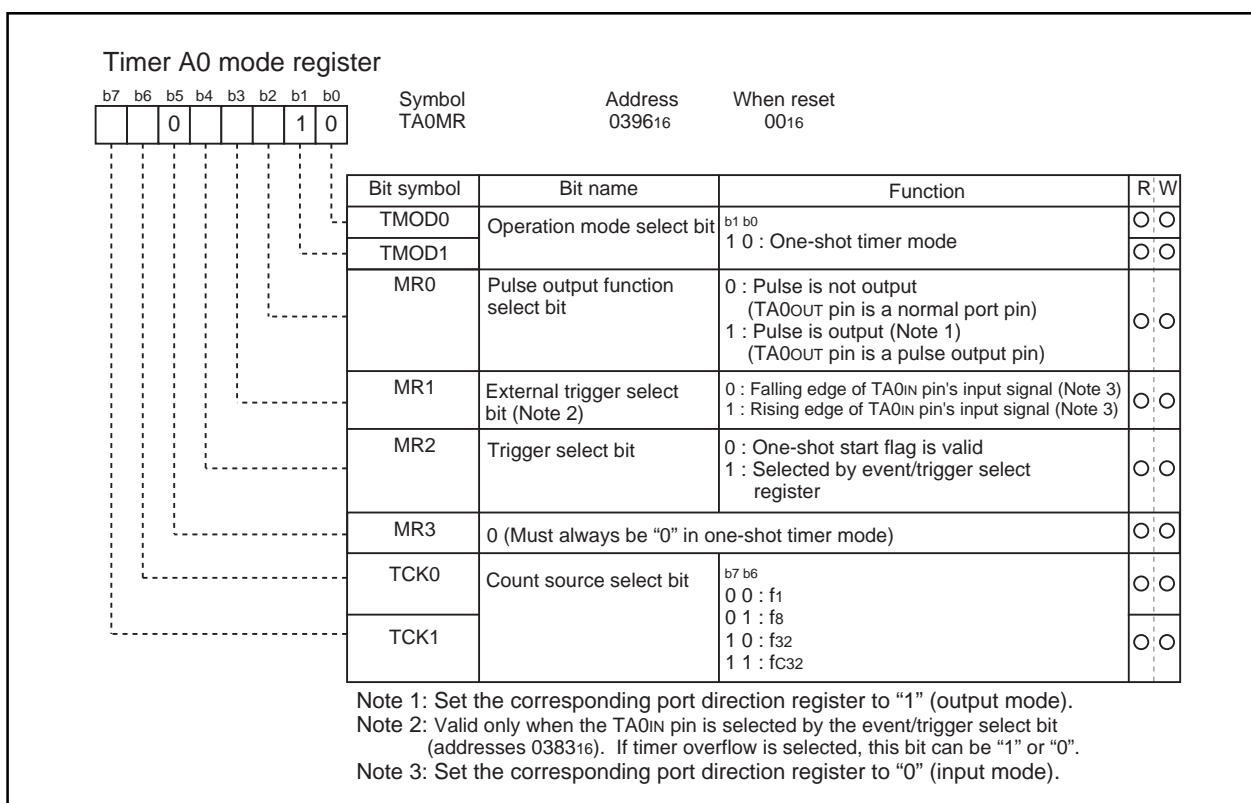 Timer A0 mode register
b7 b6 b5 b4 b3 b2 b1 b0
Symbol Address When reset
TA0MR 039616 0016
0 1 0
Bit symbol Bit name Function R W
TMOD0 Operation mode select bit b1 b0
1 0 : One-shot timer mode
TMOD1
MR0 Pulse output function select bit
0 : Pulse is not output
(TA0OUT pin is a normal port pin)
1 : Pulse is output (Note 1)
(TA0OUT pin is a pulse output pin)
MR1 External trigger select bit (Note 2)
0 : Falling edge of TA0IN pin's input signal (Note 3)
1 : Rising edge of TA0IN pin's input signal (Note 3)
MR2 Trigger select bit
0 : One-shot start flag is valid
1 : Selected by event/trigger select
register
MR3 0 (Must always be “0” in one-shot timer mode)
TCK0 Count source select bit
b7 b6
0 0 : f1
0 1 : f8
TCK1
1 0 : f32
1 1 : fC32
Note 1: Set the corresponding port direction register to “1” (output mode).
Note 2: Valid only when the TA0IN pin is selected by the event/trigger select bit
(addresses 038316). If timer overflow is selected, this bit can be “1” or “0”.
Note 3: Set the corresponding port direction register to “0” (input mode).